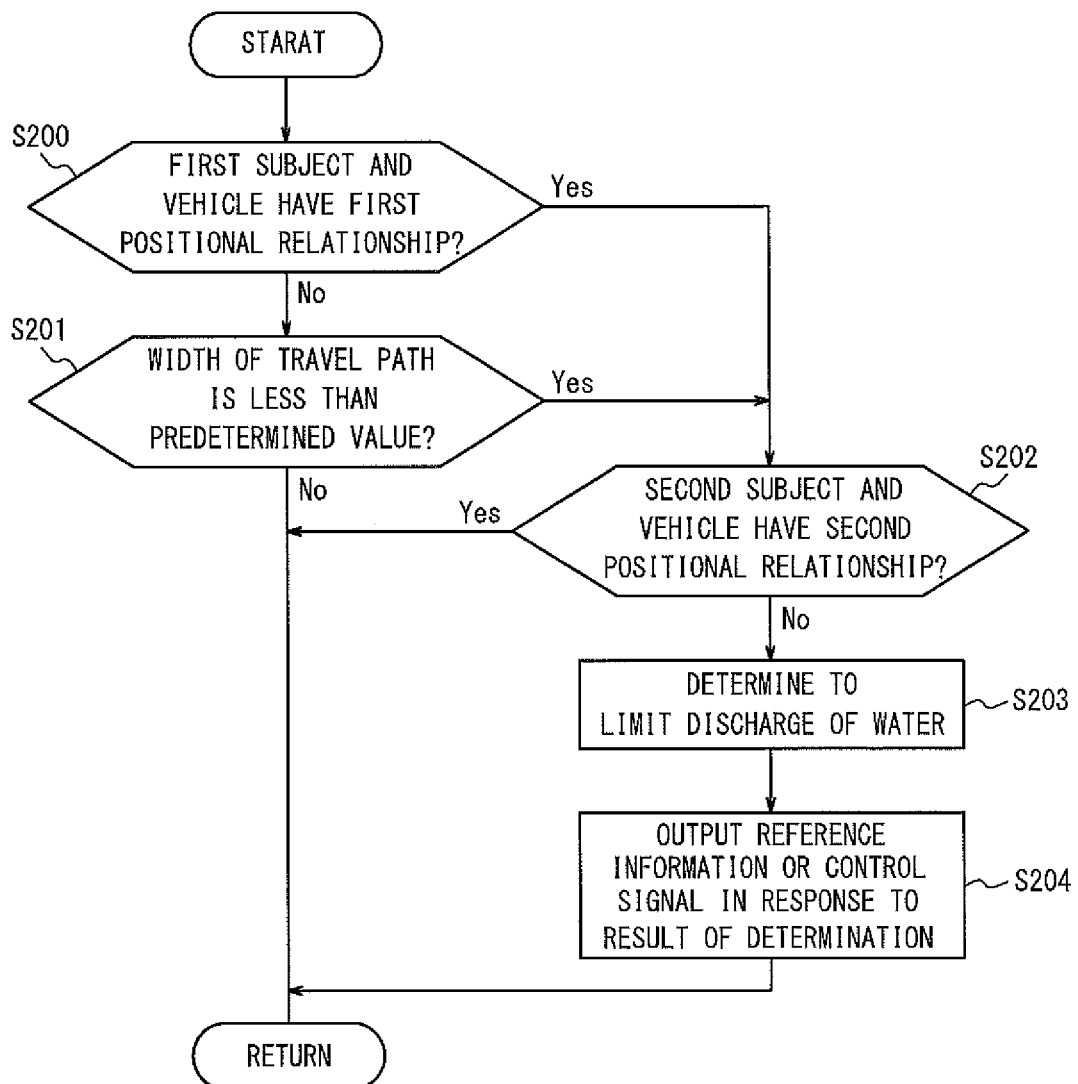 STARAT
S200
FIRST SUBJECT AND
VEHICLE HAVE FIRST
POSITIONAL RELATIONSHIP?
Yes
No
S201
WIDTH OF TRAVEL PATH
IS LESS THAN
PREDETERMINED VALUE?
Yes
No
S202
SECOND SUBJECT AND
VEHICLE HAVE SECOND
POSITIONAL RELATIONSHIP?
Yes
No
DETERMINE TO
LIMIT DISCHARGE OF WATER
S203
OUTPUT REFERENCE
INFORMATION OR CONTROL
SIGNAL IN RESPONSE TO
RESULT OF DETERMINATION
S204
RETURN